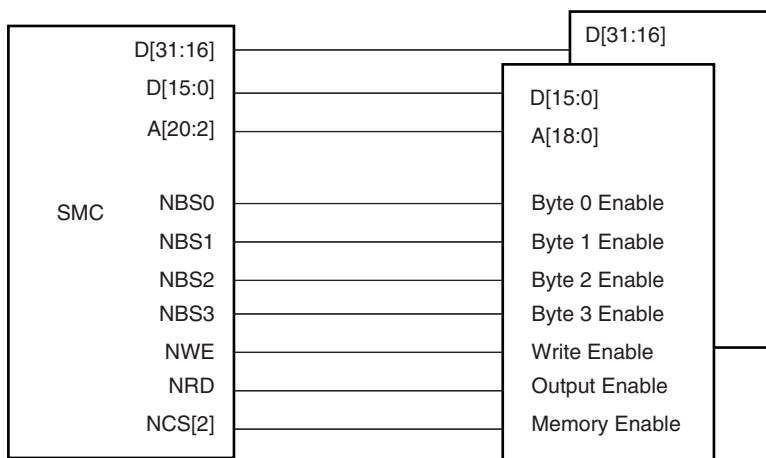 D[31:16] D[31:16]
D[15:0] D[15:0]
A[20:2] A[18:0]
SMC NBS0 Byte 0 Enable
NBS1 Byte 1 Enable
NBS2 Byte 2 Enable
NBS3 Byte 3 Enable
NWE Write Enable
NRD Output Enable
NCS[2] Memory Enable